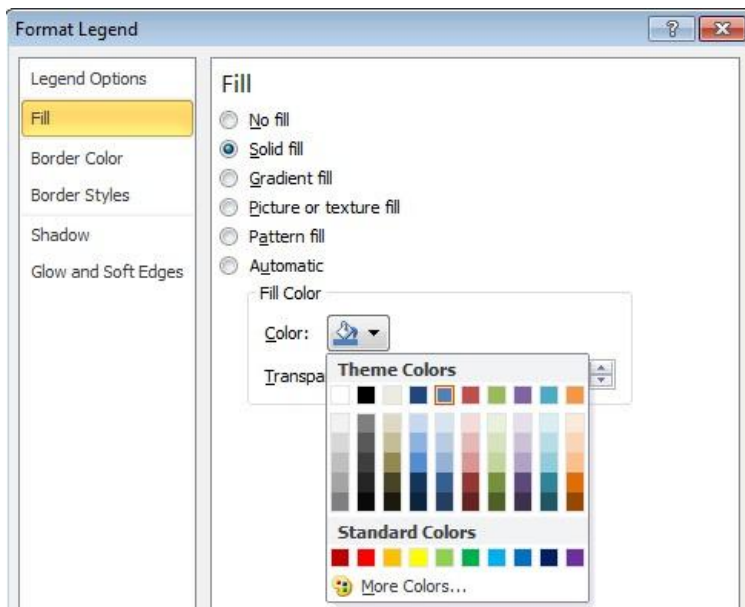 Format Legend
Legend Options
Fill
Border Color
Border Styles
Shadow
Glow and Soft Edges
Fill
No fill
Solid fill
Gradient fill
Picture or texture fill
Pattern fill
Automatic
Fill Color
Color:
Transpa
Theme Colors
Standard Colors
More Colors...